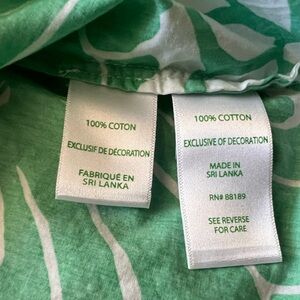 100% COTON
EXCLUSIF DE DÉCORATION
FABRIQUÉ EN
SRI LANKA
100% COTTON
EXCLUSIVE OF DECORATION
MADE IN
SRI LANKA
RN# 88189
SEE REVERSE
FOR CARE